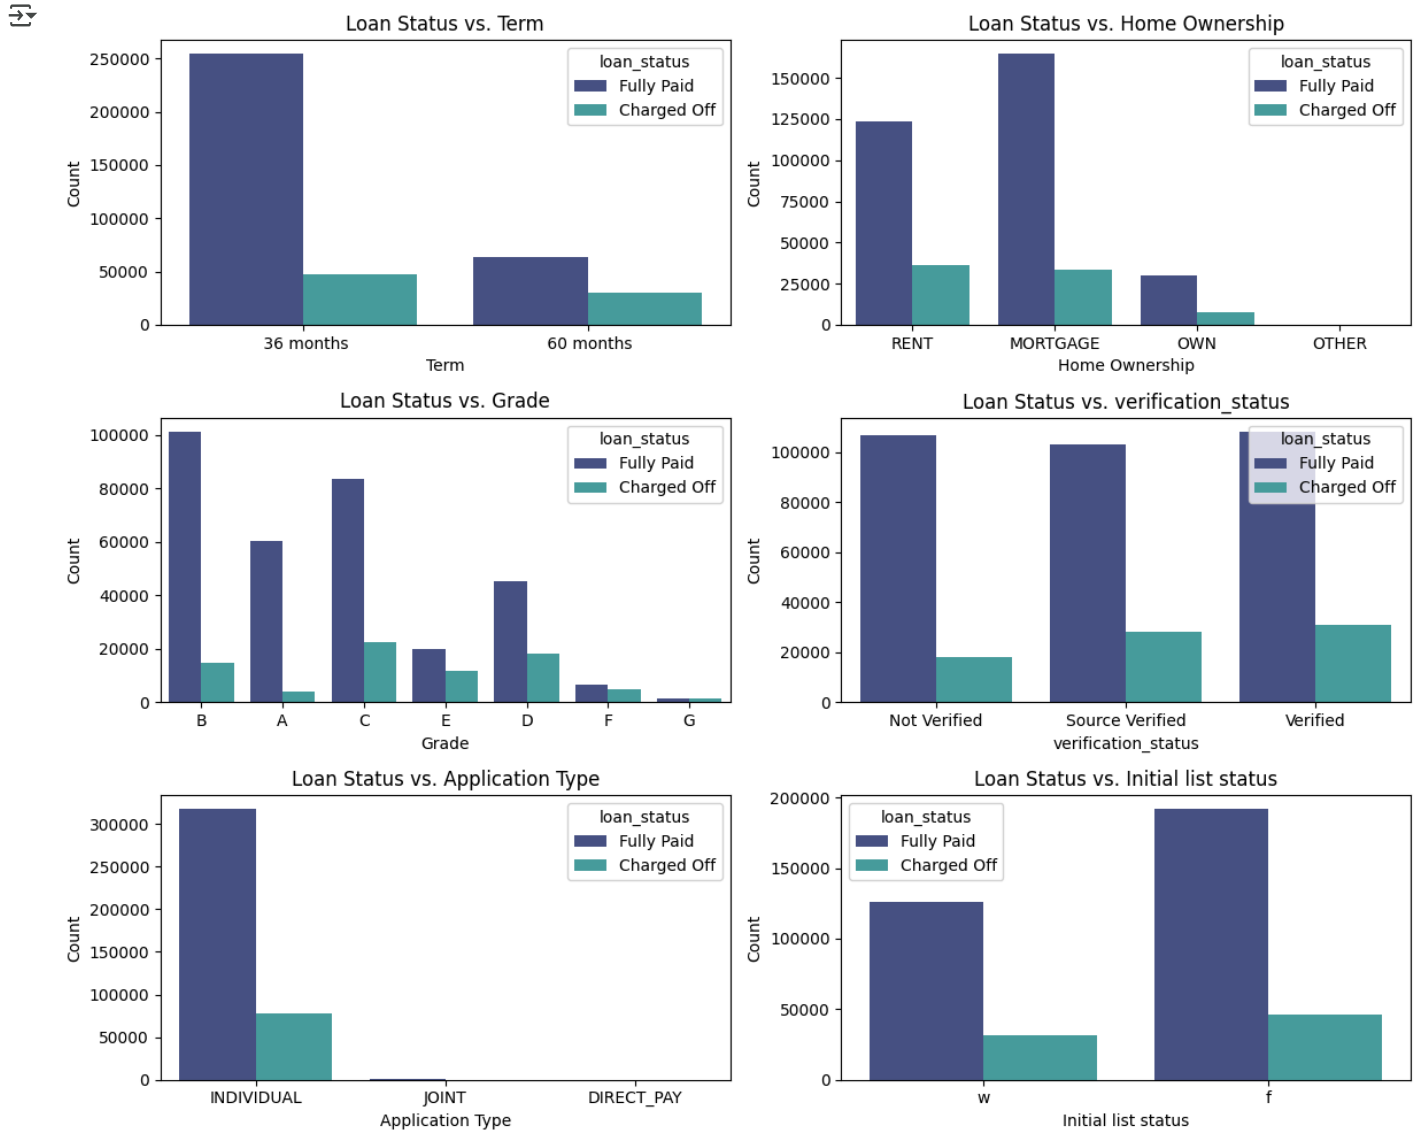 Loan Status vs. Term
250000
200000
150000
100000
50000
0
Count
loan_status
Fully Paid
Charged Off
36 months
60 months
Term
Loan Status vs. Home Ownership
150000
125000
100000
75000
50000
25000
0
Count
loan_status
Fully Paid
Charged Off
RENT
MORTGAGE
OWN
OTHER
Home Ownership
Loan Status vs. Grade
100000
80000
60000
40000
20000
0
Count
loan_status
Fully Paid
Charged Off
B
A
C
E
D
F
G
Grade
Loan Status vs. verification_status
100000
80000
60000
40000
20000
0
Count
loan_status
Fully Paid
Charged Off
Not Verified
Source Verified
Verified
verification_status
Loan Status vs. Application Type
300000
250000
200000
150000
100000
50000
0
Count
loan_status
Fully Paid
Charged Off
INDIVIDUAL
JOINT
DIRECT_PAY
Application Type
Loan Status vs. Initial list status
200000
150000
100000
50000
0
Count
loan_status
Fully Paid
Charged Off
w
f
Initial list status